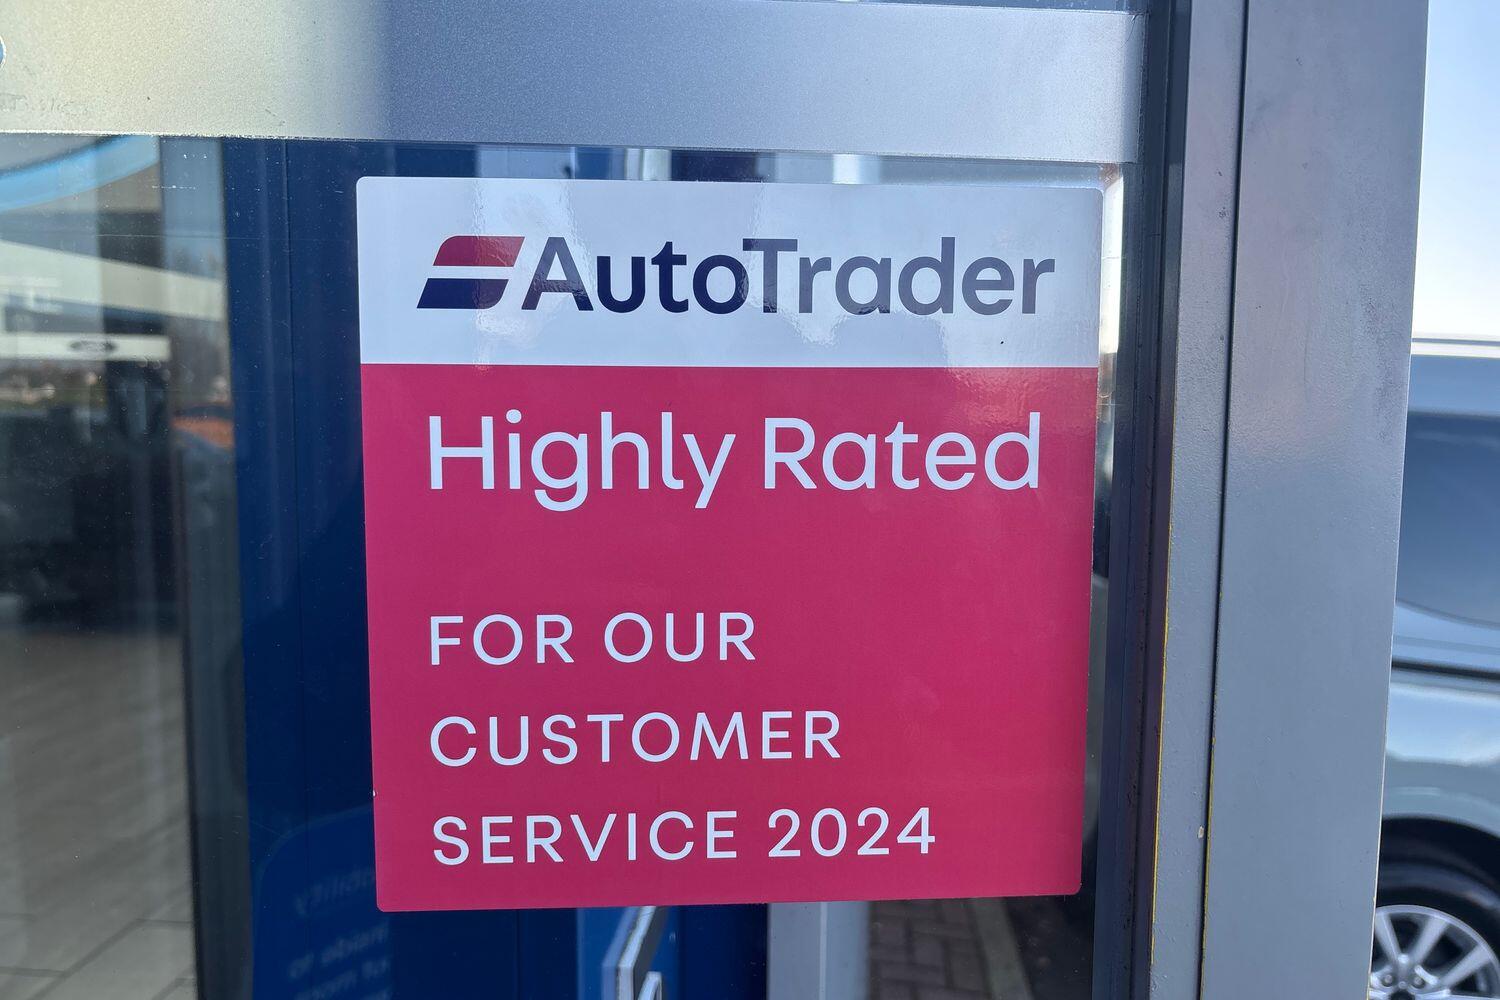 AutoTrader
Highly Rated
FOR OUR
CUSTOMER
SERVICE 2024